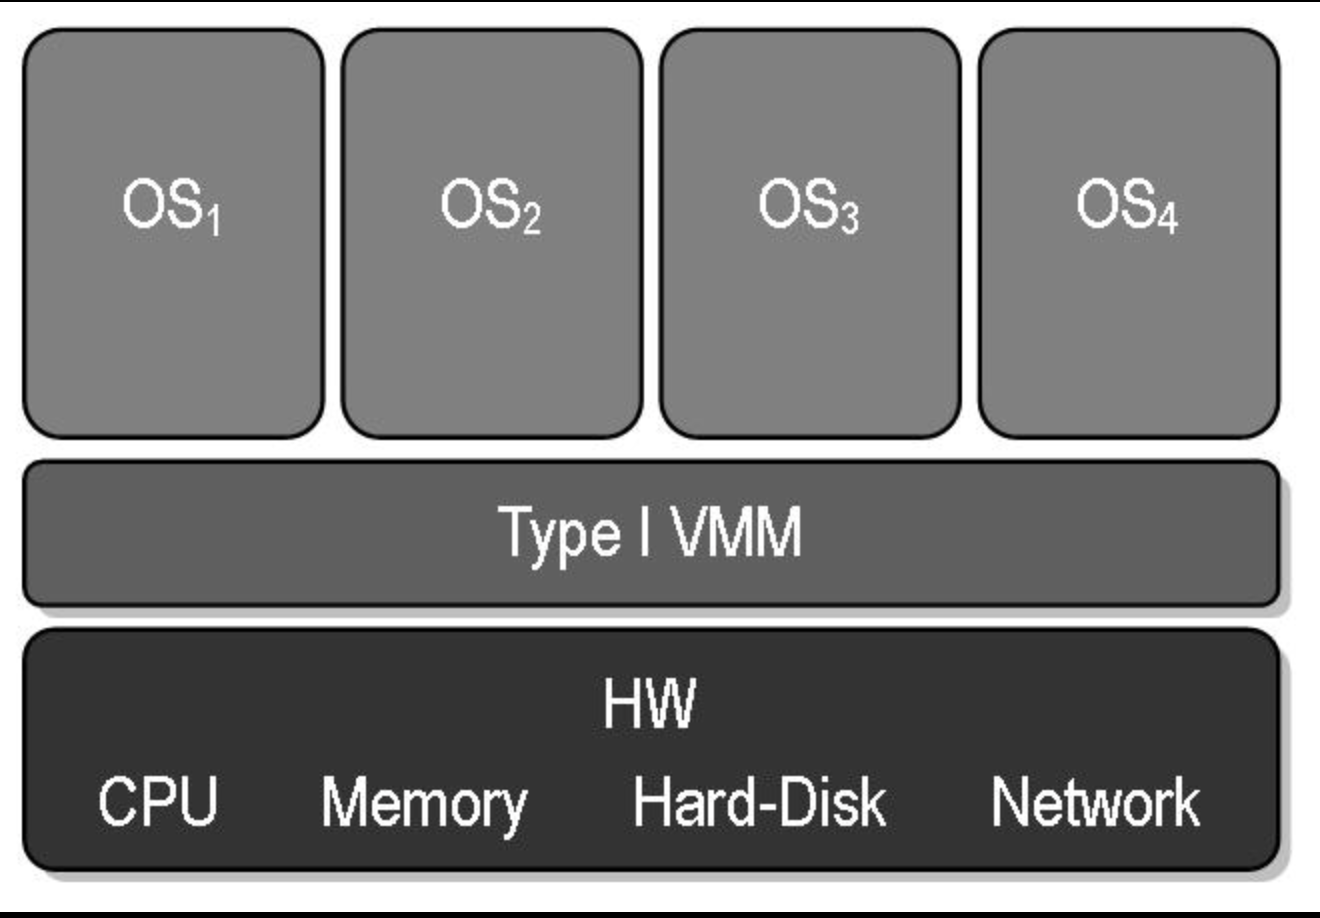 OS₁ OS₂ OS₃ OS₄
Type I VMM
HW
CPU Memory Hard-Disk Network